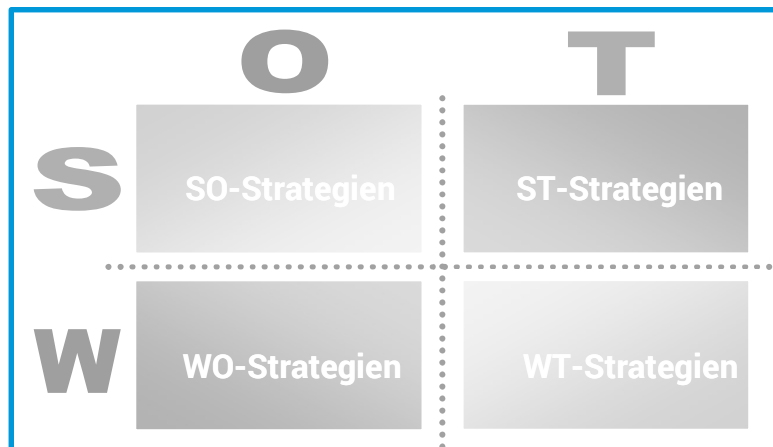 O T
S
SO-Strategien ST-Strategien
W
WO-Strategien WT-Strategien